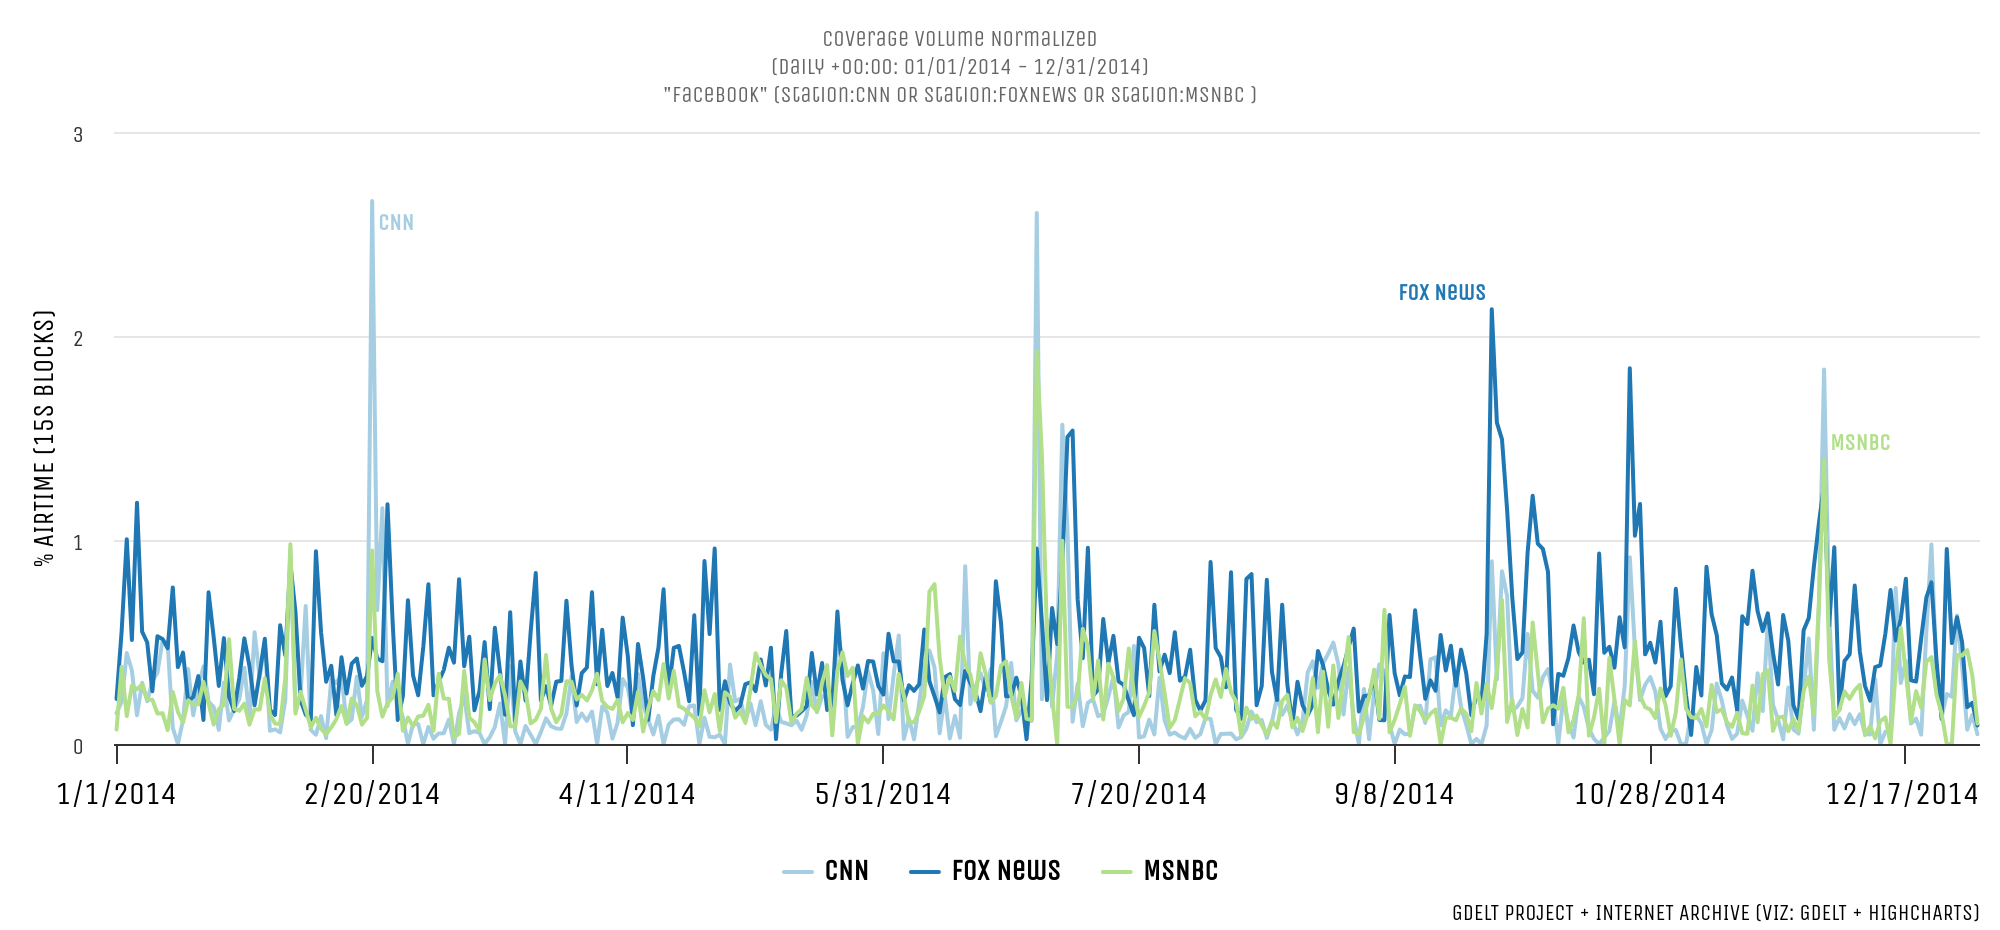 Coverage Volume Normalized
(Daily +00:00: 01/01/2014 - 12/31/2014)
"Facebook" (Station:CNN OR Station:FOXNEWS OR Station:MSNBC )
3
CNN
FOX News
2
% AIRTIME (15S BLOCKS)
MSNBC
1
0
1/1/2014 2/20/2014 4/11/2014 5/31/2014 7/20/2014 9/8/2014 10/28/2014 12/17/2014
CNN FOX News MSNBC
GDELT PROJECT + INTERNET ARCHIVE (VIZ: GDELT + HIGHCHARTS)